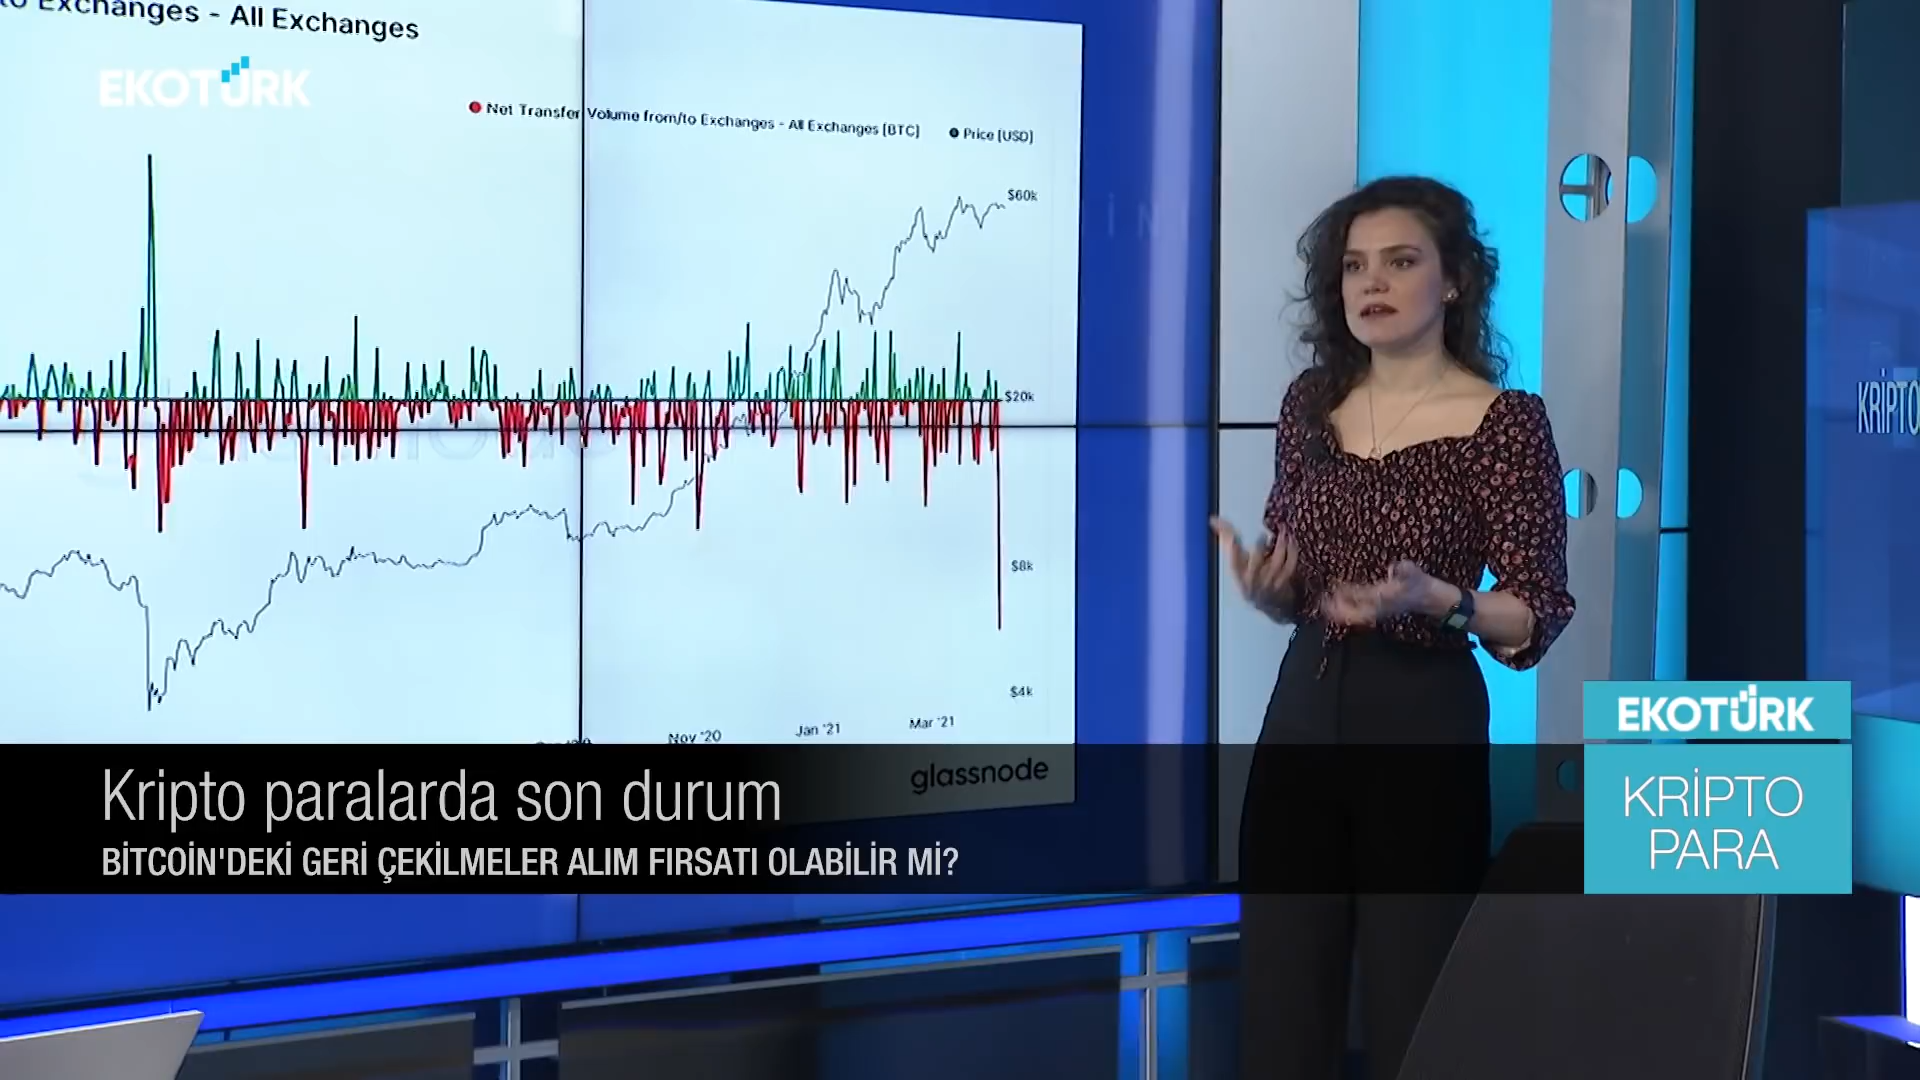 Exchanges - All Exchanges
EKOTÜRK
Net Transfer Volume from/to Exchanges - All Exchanges [BTC]
Price [USD]
$60k
$20k
$8k
$4k
Nov '20
Jan '21
Mar '21
glassnode
KRİPTO
EKOTÜRK
KRİPTO
PARA
Kripto paralarda son durum
BİTCOİN'DEKİ GERİ ÇEKİLMELER ALIM FIRSATI OLABİLİR Mİ?